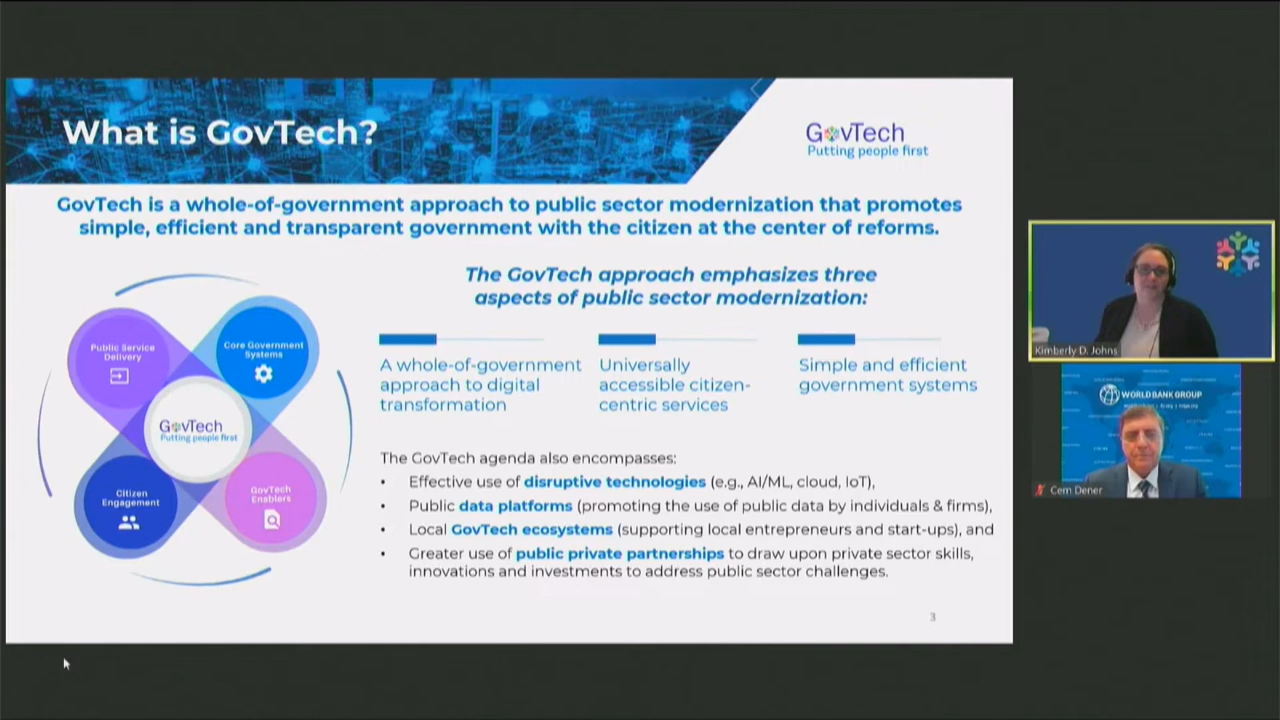 What is GovTech?
GovTech
Putting people first
GovTech is a whole-of-government approach to public sector modernization that promotes
simple, efficient and transparent government with the citizen at the center of reforms.
The GovTech approach emphasizes three
aspects of public sector modernization:
A whole-of-government
approach to digital
transformation
Universally
accessible citizen-
centric services
Simple and efficient
government systems
Public Service
Delivery
Core Government
Systems
GovTech
Putting people first
Citizen
Engagement
GovTech
Enablers
The GovTech agenda also encompasses:
• Effective use of disruptive technologies (e.g., AI/ML, cloud, IoT),
• Public data platforms (promoting the use of public data by individuals & firms),
• Local GovTech ecosystems (supporting local entrepreneurs and start-ups), and
• Greater use of public private partnerships to draw upon private sector skills,
innovations and investments to address public sector challenges.
3
Kimberly D. Johns
WORLD BANK GROUP
Cem Dener